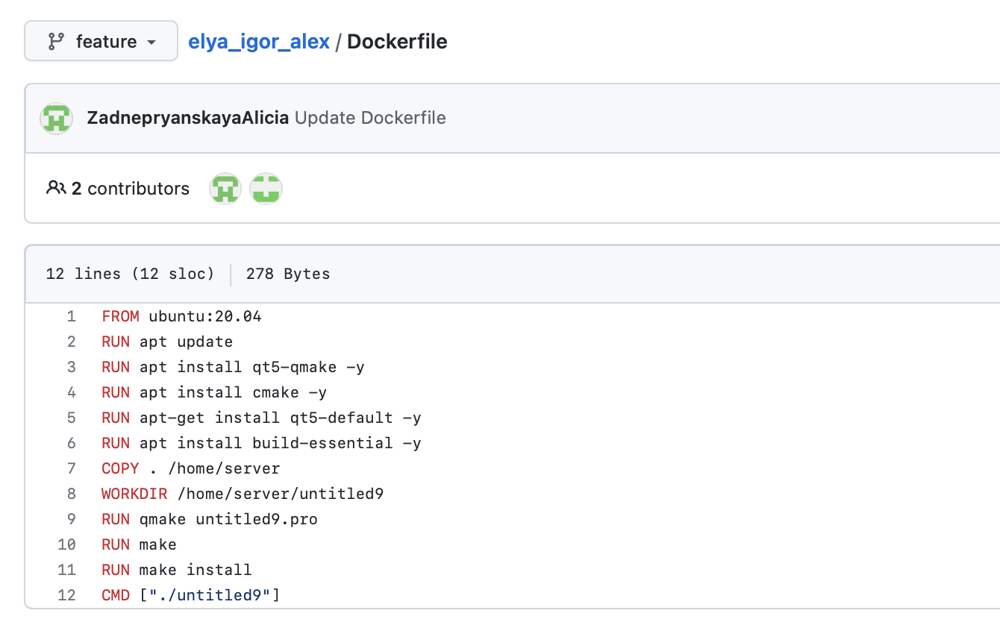 feature elya_igor_alex / Dockerfile
ZadnepryanskayaAlicia Update Dockerfile
2 contributors
12 lines (12 sloc) 278 Bytes
1 FROM ubuntu:20.04
2 RUN apt update
3 RUN apt install qt5-qmake -y
4 RUN apt install cmake -y
5 RUN apt-get install qt5-default -y
6 RUN apt install build-essential -y
7 COPY . /home/server
8 WORKDIR /home/server/untitled9
9 RUN qmake untitled9.pro
10 RUN make
11 RUN make install
12 CMD ["./untitled9"]